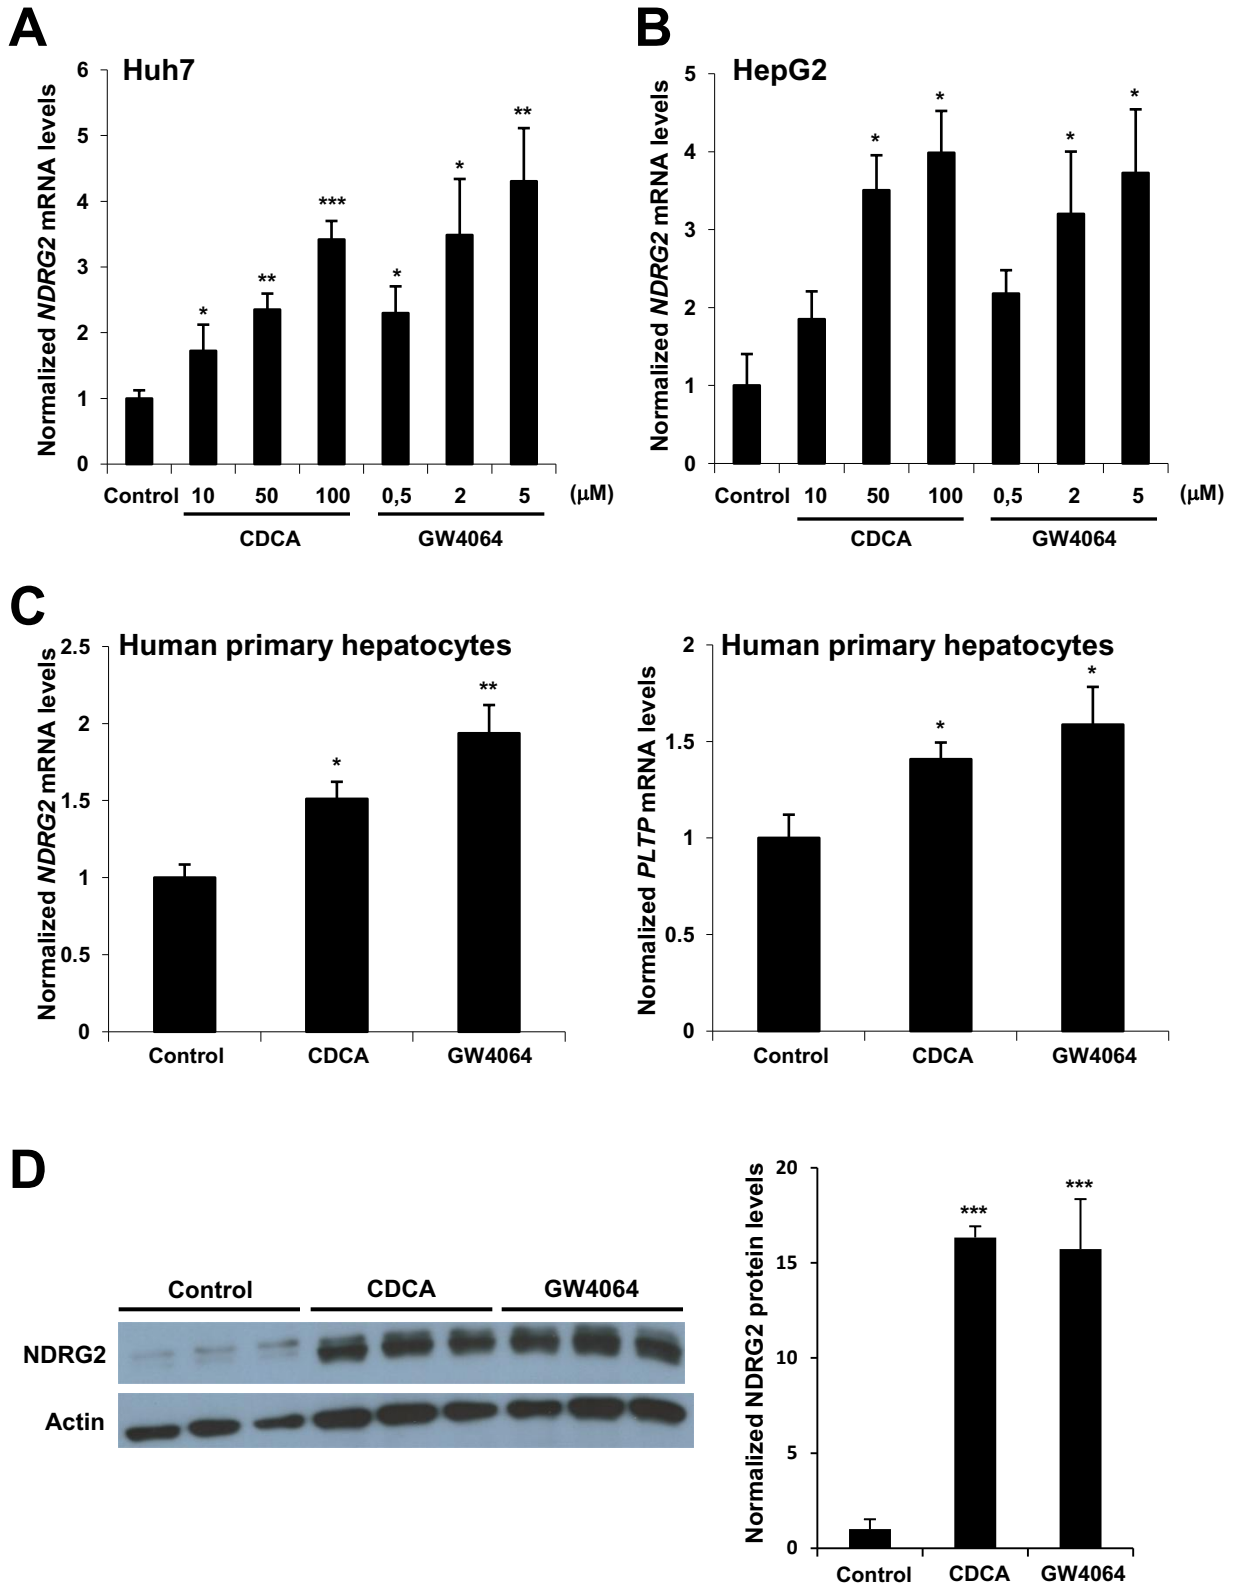 A
Huh7
Normalized NDRG2 mRNA levels
6
5
4
3
2
1
0
*
**
***
*
*
**
Control 10 50 100 0,5 2 5 (μM)
CDCA GW4064
B
HepG2
Normalized NDRG2 mRNA levels
5
4
3
2
1
0
*
*
*
*
Control 10 50 100 0,5 2 5 (μM)
CDCA GW4064
C
Human primary hepatocytes
Normalized NDRG2 mRNA levels
2.5
2
1.5
1
0.5
0
*
**
Control CDCA GW4064
Human primary hepatocytes
Normalized PLTP mRNA levels
2
1.5
1
0.5
0
*
*
Control CDCA GW4064
D
Control CDCA GW4064
NDRG2
Actin
Normalized NDRG2 protein levels
20
15
10
5
0
***
***
Control CDCA GW4064